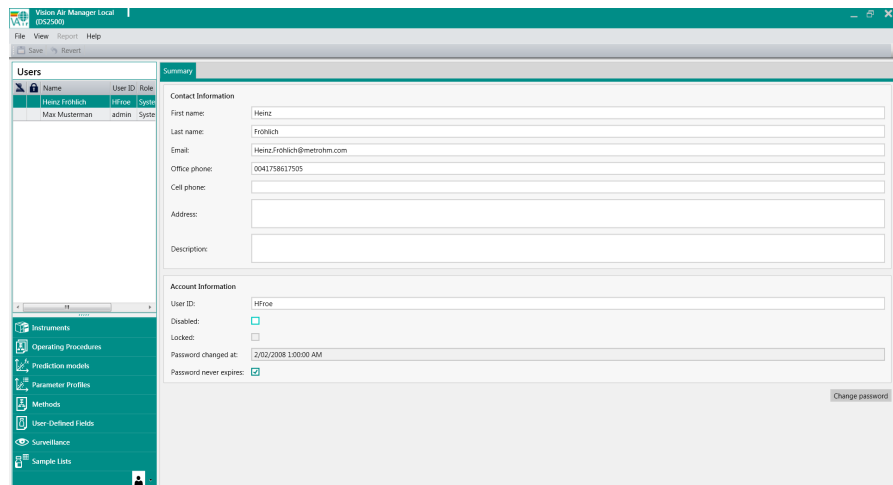 Vision Air Manager Local
(DS2500)
File View Report Help
Save Revert
Users
Name User ID Role
Heinz Fröhlich HFroe Syste
Max Musterman admin Syste
Instruments
Operating Procedures
Prediction models
Parameter Profiles
Methods
User-Defined Fields
Surveillance
Sample Lists
Summary
Contact Information
First name: Heinz
Last name: Fröhlich
Email: Heinz.Fröhlich@metrohm.com
Office phone: 0041758617505
Cell phone:
Address:
Description:
Account Information
User ID: HFroe
Disabled:
Locked:
Password changed at: 2/02/2008 1:00:00 AM
Password never expires:
Change password